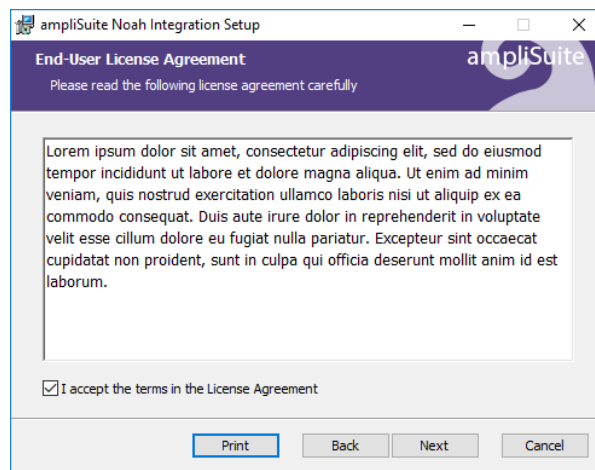 ampliSuite Noah Integration Setup
End-User License Agreement
ampliSuite
Please read the following license agreement carefully
Lorem ipsum dolor sit amet, consectetur adipiscing elit, sed do eiusmod
tempor incididunt ut labore et dolore magna aliqua. Ut enim ad minim
veniam, quis nostrud exercitation ullamco laboris nisi ut aliquip ex ea
commodo consequat. Duis aute irure dolor in reprehenderit in voluptate
velit esse cillum dolore eu fugiat nulla pariatur. Excepteur sint occaecat
cupidatat non proident, sunt in culpa qui officia deserunt mollit anim id est
laborum.
I accept the terms in the License Agreement
Print
Back
Next
Cancel